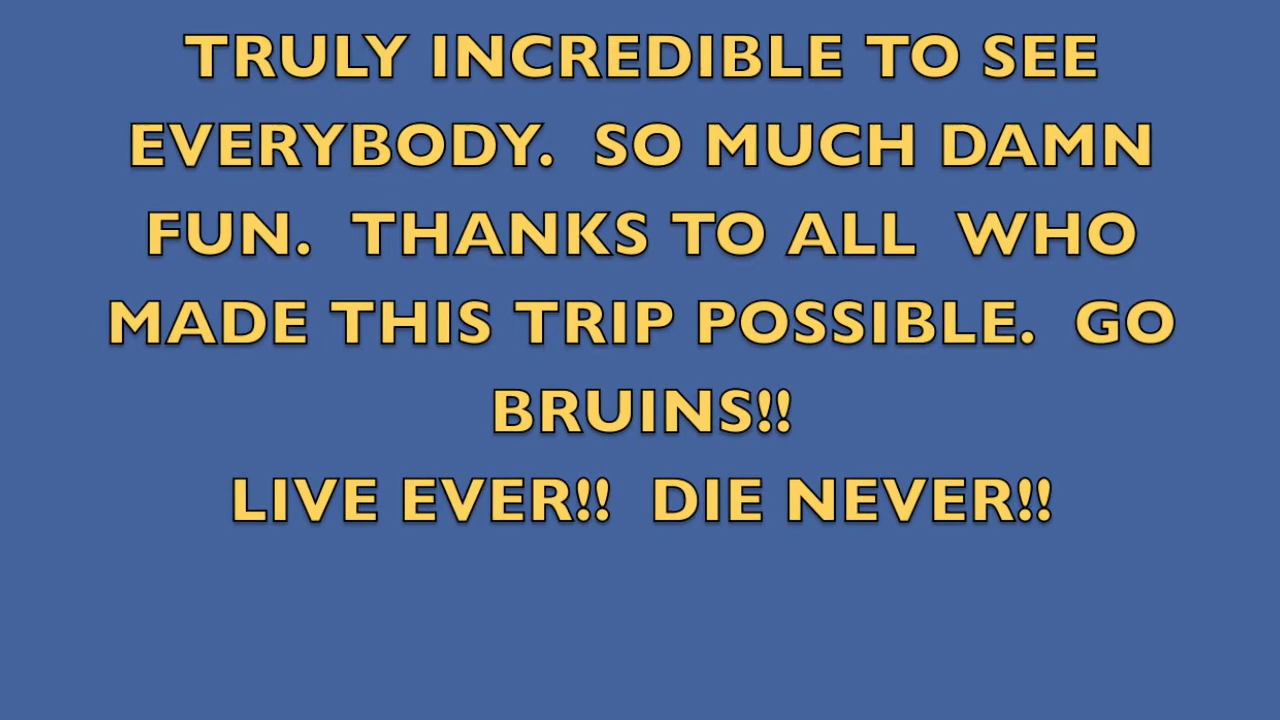 TRULY INCREDIBLE TO SEE
EVERYBODY.  SO MUCH DAMN
FUN.  THANKS TO ALL  WHO
MADE THIS TRIP POSSIBLE.  GO
BRUINS!!
LIVE EVER!!  DIE NEVER!!